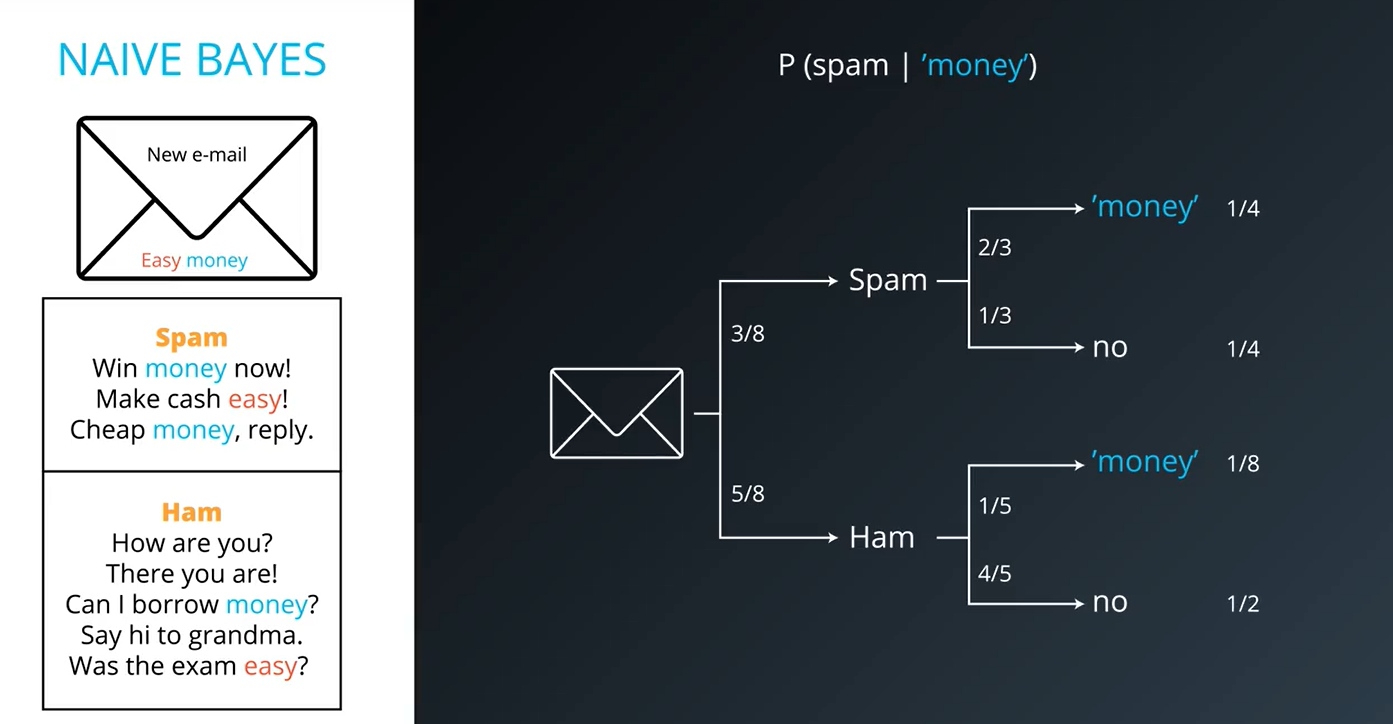 NAIVE BAYES
New e-mail
Easy money
Spam
Win money now!
Make cash easy!
Cheap money, reply.
Ham
How are you?
There you are!
Can I borrow money?
Say hi to grandma.
Was the exam easy?
P (spam | ’money’)
’money’ 1/4
2/3
Spam
1/3
3/8
no 1/4
’money’ 1/8
5/8
1/5
Ham
4/5
no 1/2